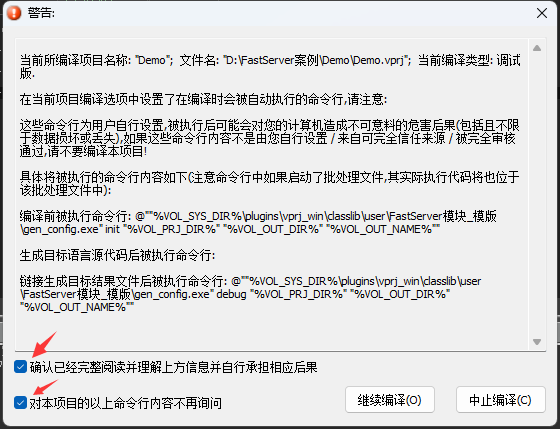 警告:
当前所编译项目名称: "Demo"; 文件名: "D:\FastServer案例\Demo\Demo.vprj"; 当前编译类型: 调试
版.
在当前项目编译选项中设置了在编译时会被自动执行的命令行,请注意:
这些命令行为用户自行设置,被执行后可能会对您的计算机造成不可意料的危害后果(包括且不限
于数据损坏或丢失),如果这些命令行内容不是由您自行设置 / 来自可完全信任来源 / 被完全审核
通过,请不要编译本项目!
具体将被执行的命令行内容如下(注意命令行中如果启动了批处理文件,其实际执行代码将也位于
该批处理文件中):
编译前被执行命令行: @""%VOL_SYS_DIR%\plugins\vprj_win\classlib\user\FastServer模块_模版
\gen_config.exe" init "%VOL_PRJ_DIR%" "%VOL_OUT_DIR%" "%VOL_OUT_NAME%""
生成目标语言源代码后被执行命令行:
链接生成目标结果文件后被执行命令行: @""%VOL_SYS_DIR%\plugins\vprj_win\classlib\user
\FastServer模块_模版\gen_config.exe" debug "%VOL_PRJ_DIR%" "%VOL_OUT_DIR%"
"%VOL_OUT_NAME%""
确认已经完整阅读并理解上方信息并自行承担相应后果
对本项目的以上命令行内容不再询问
继续编译(O)
中止编译(C)